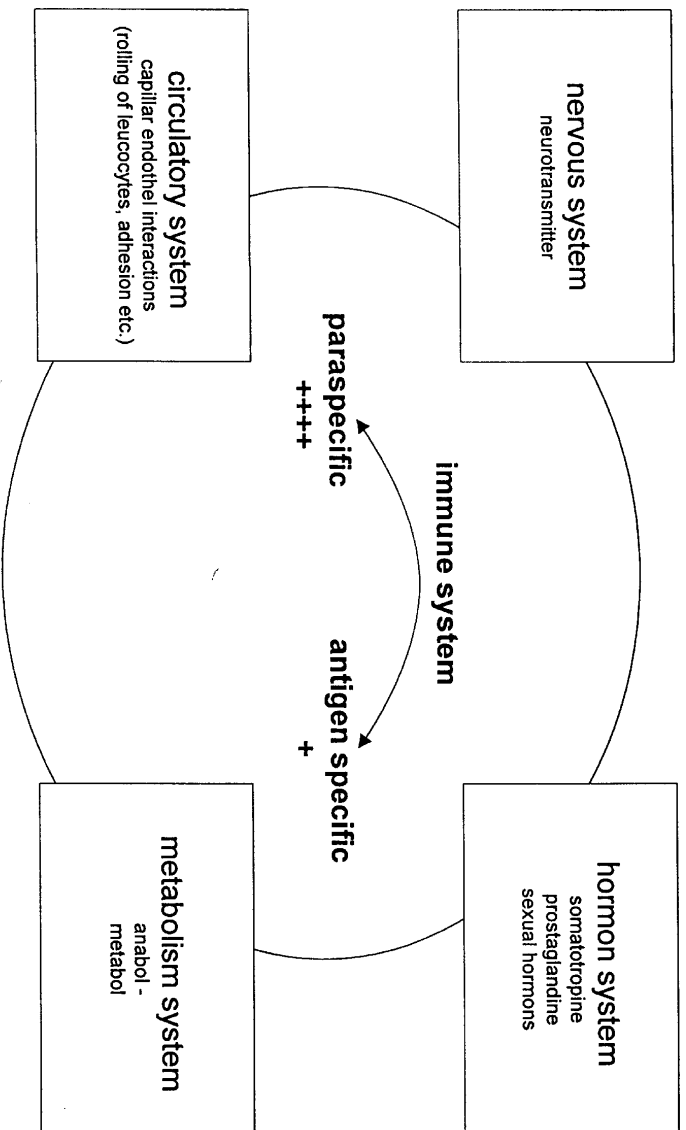 nervous system
neurotransmitter
hormon system
somatotropine
prostaglandine
sexual hormons
immune system
paraspecific
++++
antigen specific
+
circulatory system
capillar endothel interactions
(rolling of leucocytes, adhesion etc.)
metabolism system
anabol -
metabol